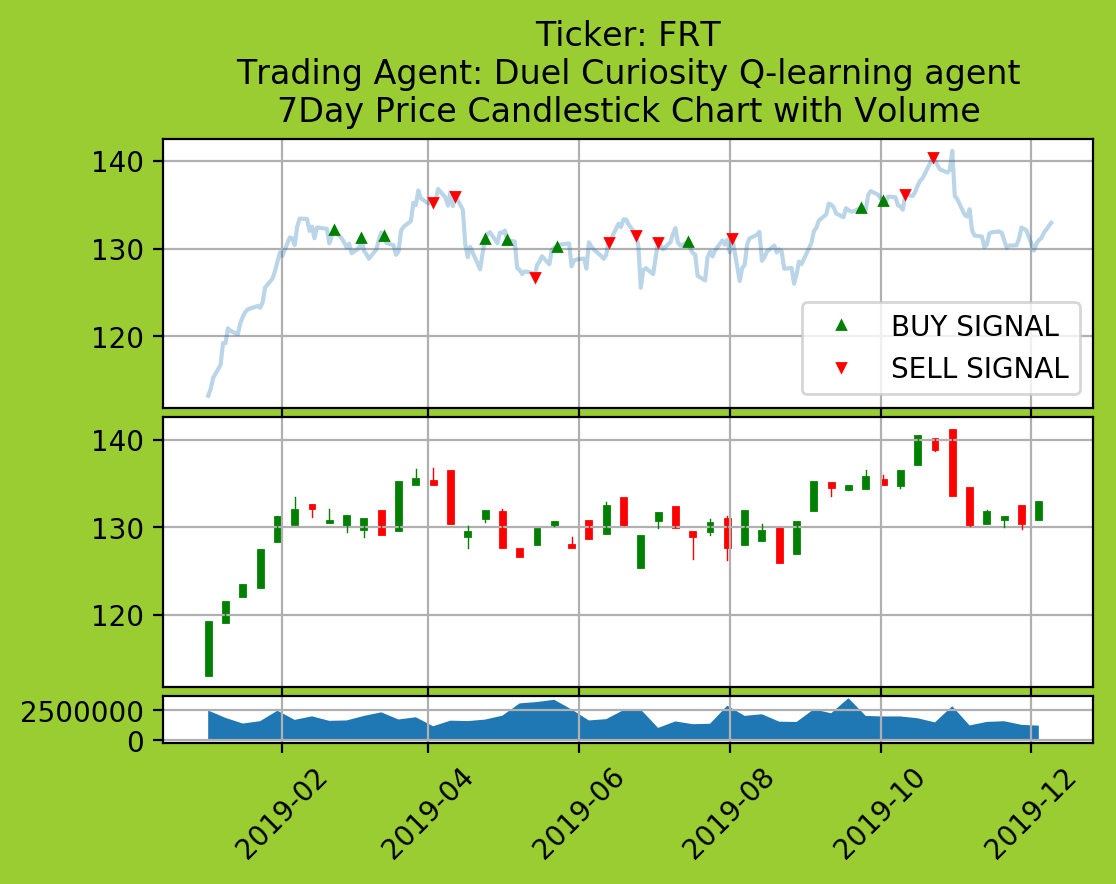 Ticker: FRT
Trading Agent: Duel Curiosity Q-learning agent
7Day Price Candlestick Chart with Volume
140
130
120
BUY SIGNAL
SELL SIGNAL
140
130
120
2500000
0
2019-02
2019-04
2019-06
2019-08
2019-10
2019-12